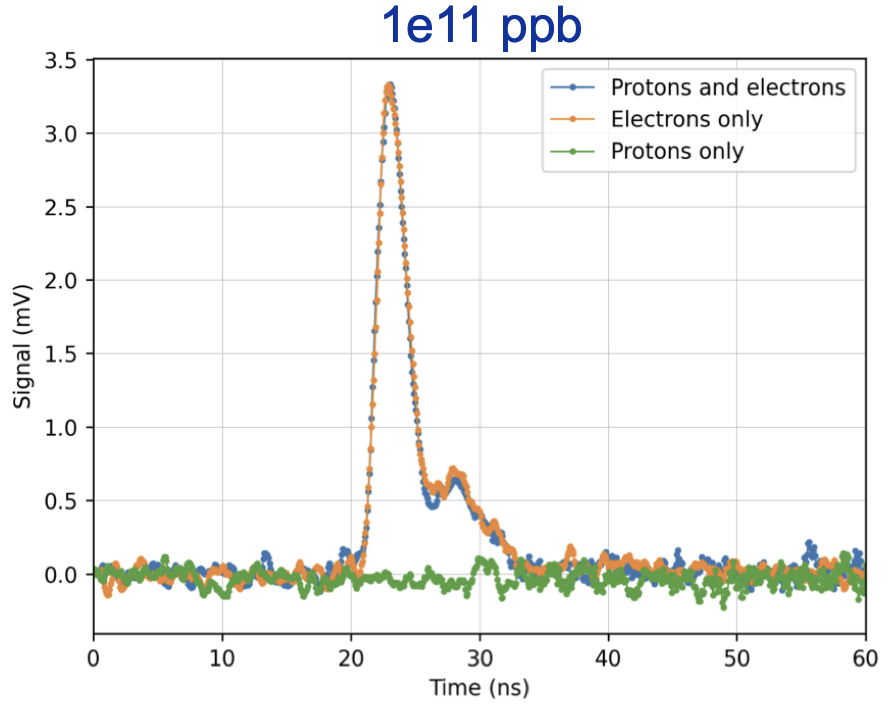 1e11 ppb
3.5
3.0
2.5
2.0
1.5
1.0
0.5
0.0
Signal (mV)
Protons and electrons
Electrons only
Protons only
0 10 20 30 40 50 60
Time (ns)